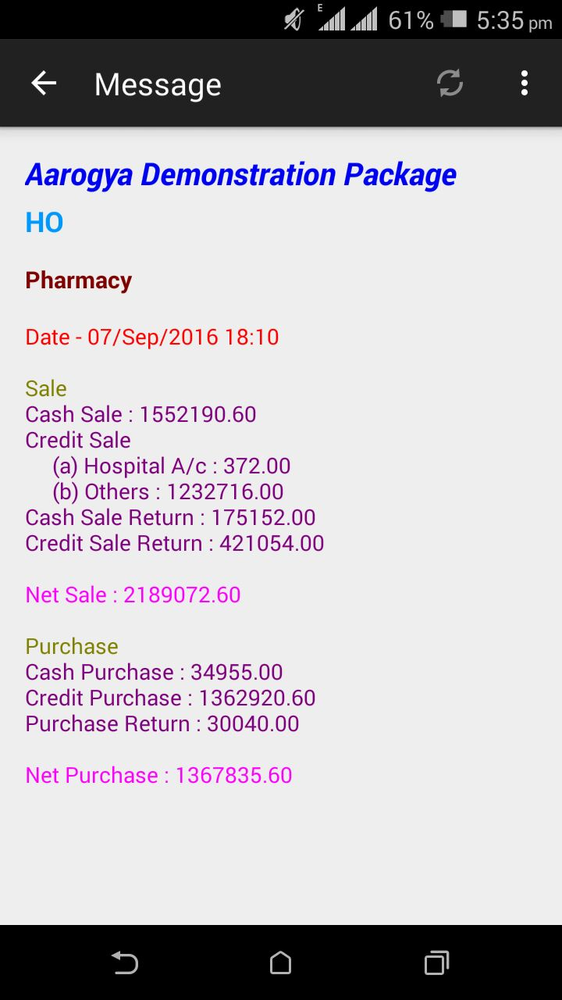 E
61%
5:35 pm
Message
Aarogya Demonstration Package
HO
Pharmacy
Date - 07/Sep/2016 18:10
Sale
Cash Sale : 1552190.60
Credit Sale
(a) Hospital A/c : 372.00
(b) Others : 1232716.00
Cash Sale Return : 175152.00
Credit Sale Return : 421054.00
Net Sale : 2189072.60
Purchase
Cash Purchase : 34955.00
Credit Purchase : 1362920.60
Purchase Return : 30040.00
Net Purchase : 1367835.60